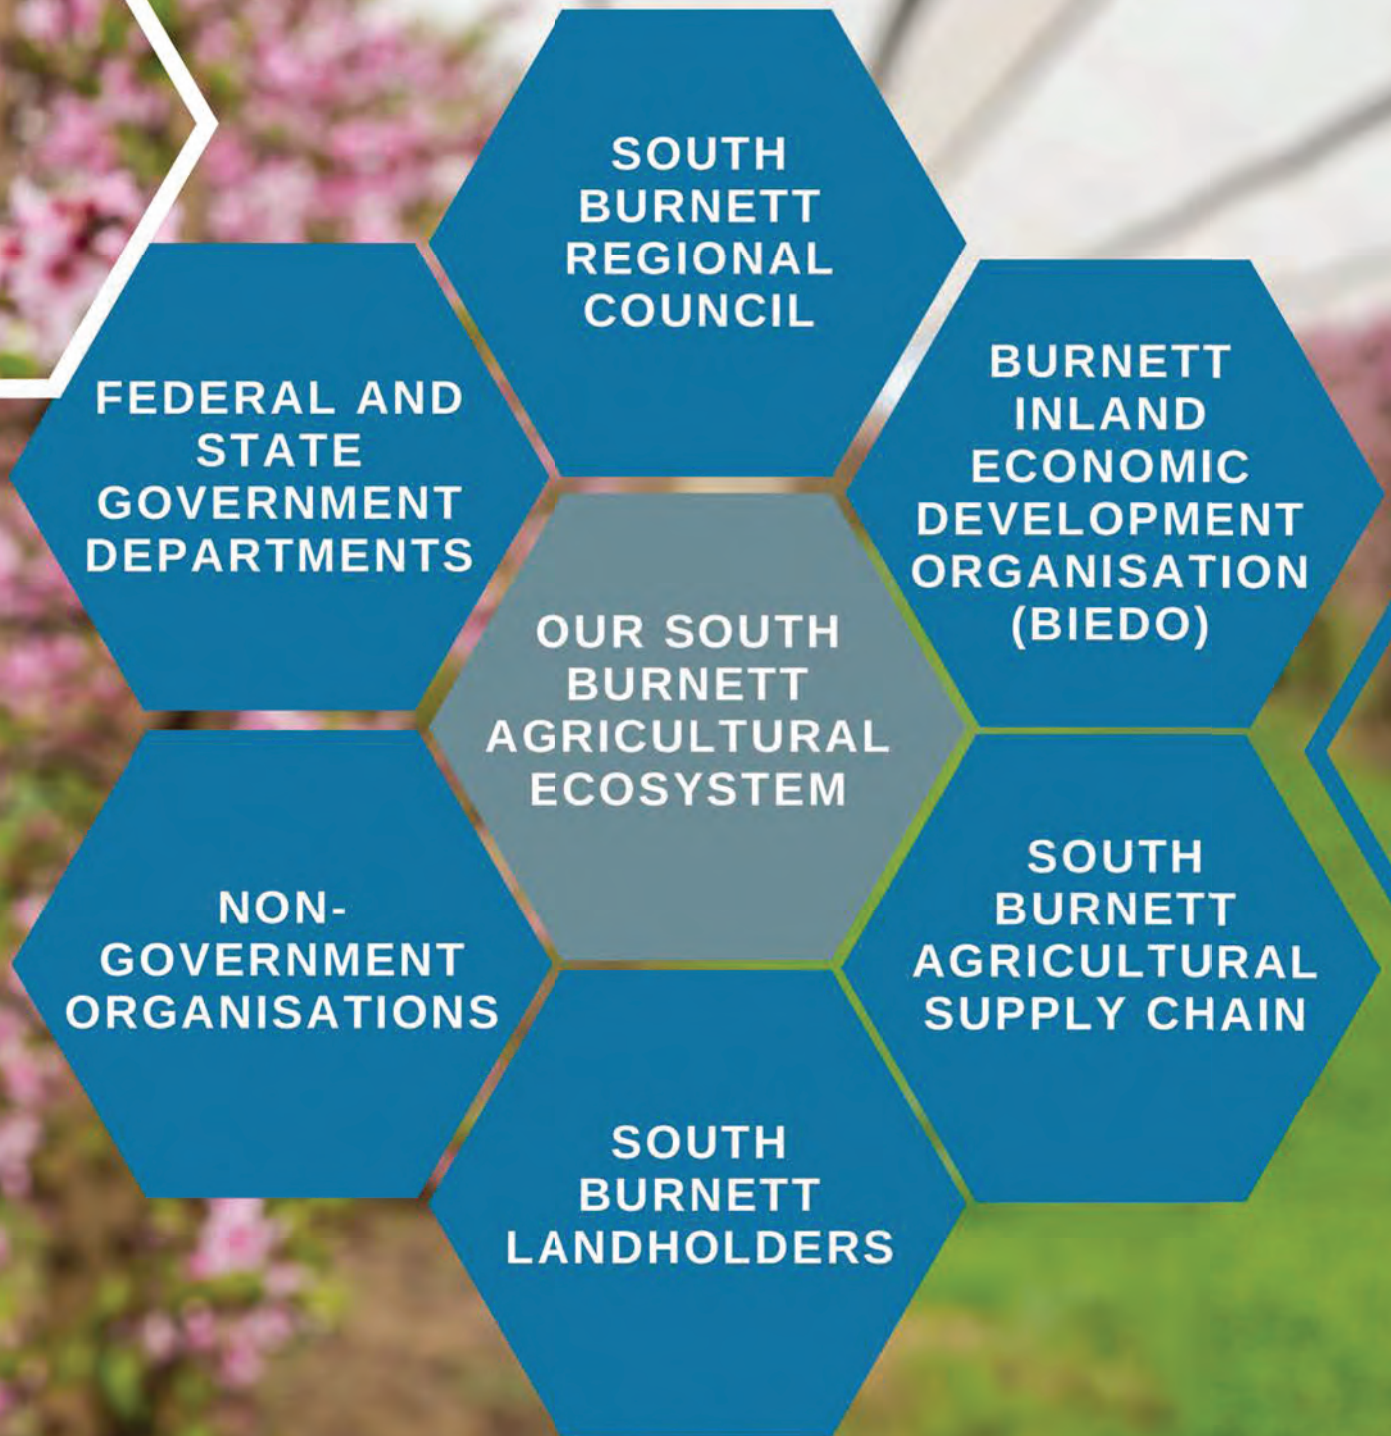 SOUTH
BURNETT
REGIONAL
COUNCIL
FEDERAL AND
STATE
GOVERNMENT
DEPARTMENTS
BURNETT
INLAND
ECONOMIC
DEVELOPMENT
ORGANISATION
(BIEDO)
OUR SOUTH
BURNETT
AGRICULTURAL
ECOSYSTEM
NON-
GOVERNMENT
ORGANISATIONS
SOUTH
BURNETT
AGRICULTURAL
SUPPLY CHAIN
SOUTH
BURNETT
LANDHOLDERS